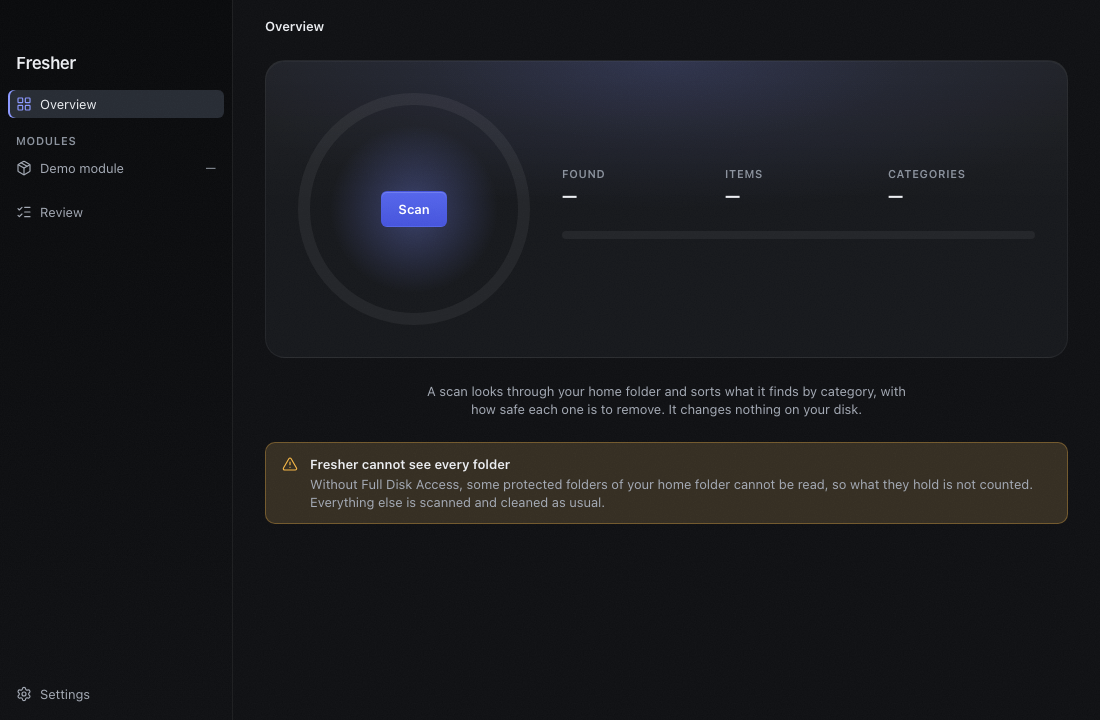 Overview
Fresher
Overview
MODULES
Demo module —
Review
Settings
Scan
FOUND
—
ITEMS
—
CATEGORIES
—
A scan looks through your home folder and sorts what it finds by category, with
how safe each one is to remove. It changes nothing on your disk.
Fresher cannot see every folder
Without Full Disk Access, some protected folders of your home folder cannot be read, so what they hold is not counted.
Everything else is scanned and cleaned as usual.